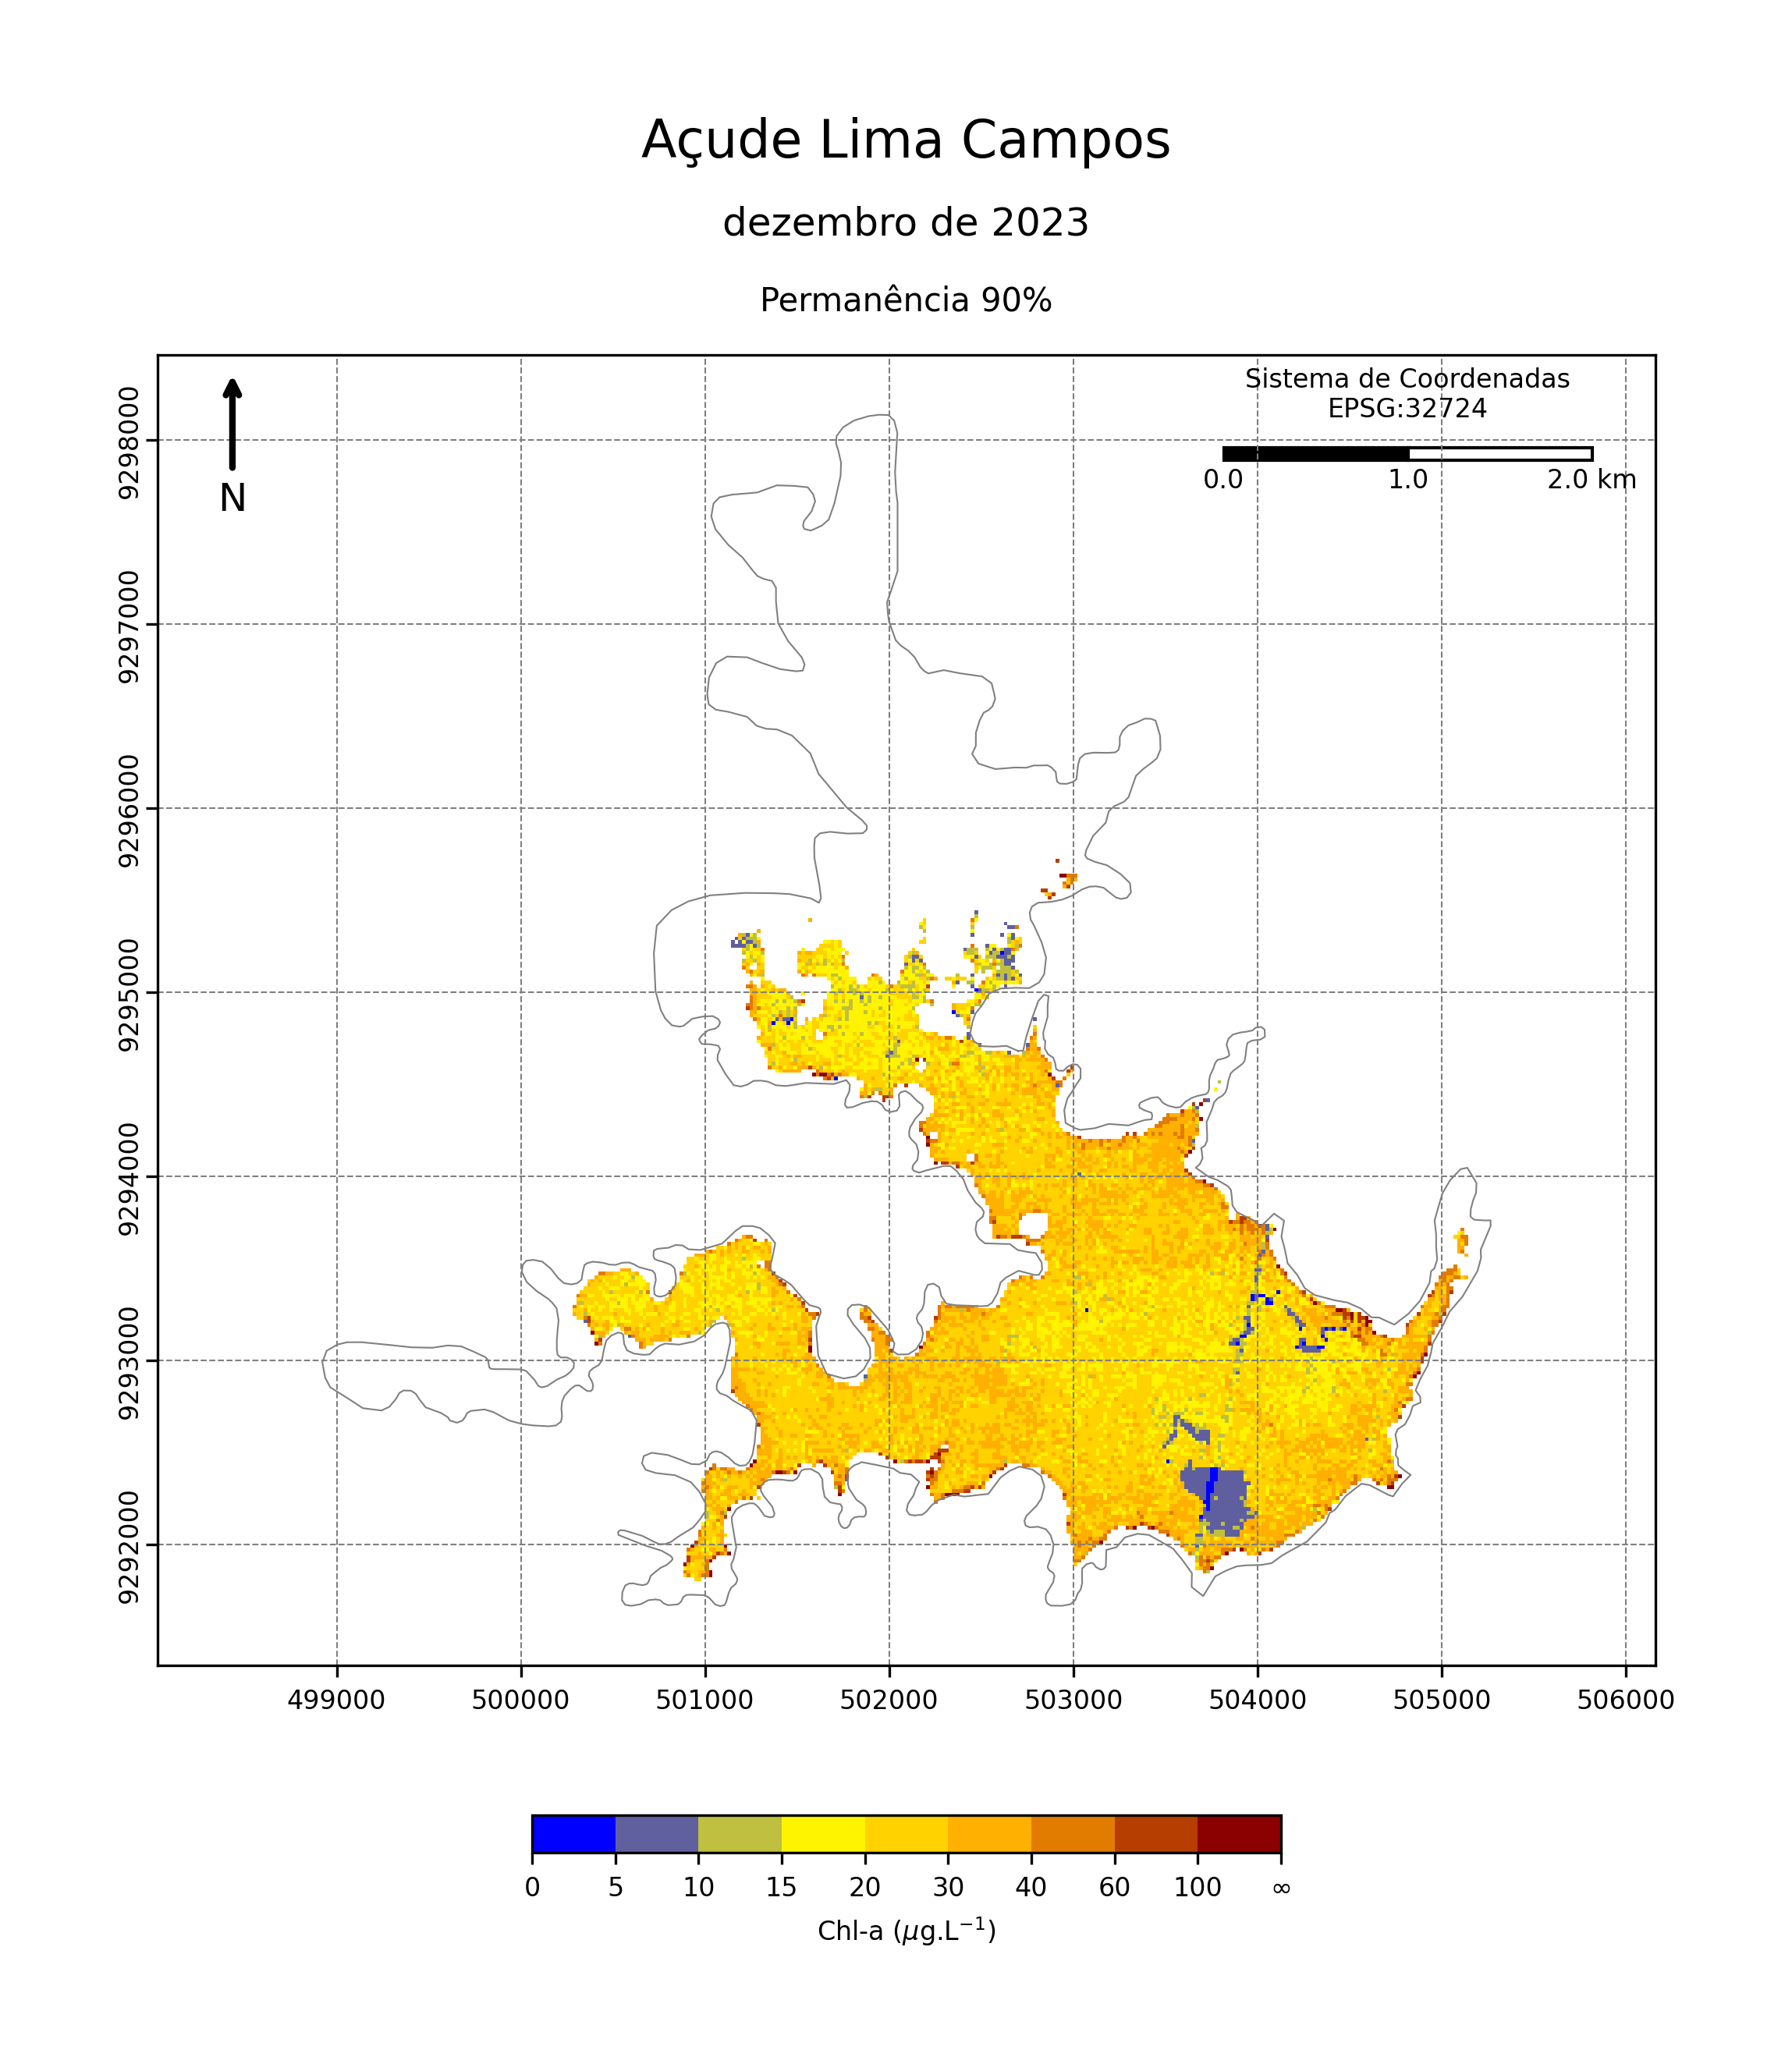 Açude Lima Campos
dezembro de 2023
Permanência 90%
Sistema de Coordenadas
EPSG:32724
0.0 1.0 2.0 km
N
9298000
9297000
9296000
9295000
9294000
9293000
9292000
499000 500000 501000 502000 503000 504000 505000 506000
0 5 10 15 20 30 40 60 100 ∞
Chl-a (μg.L⁻¹)